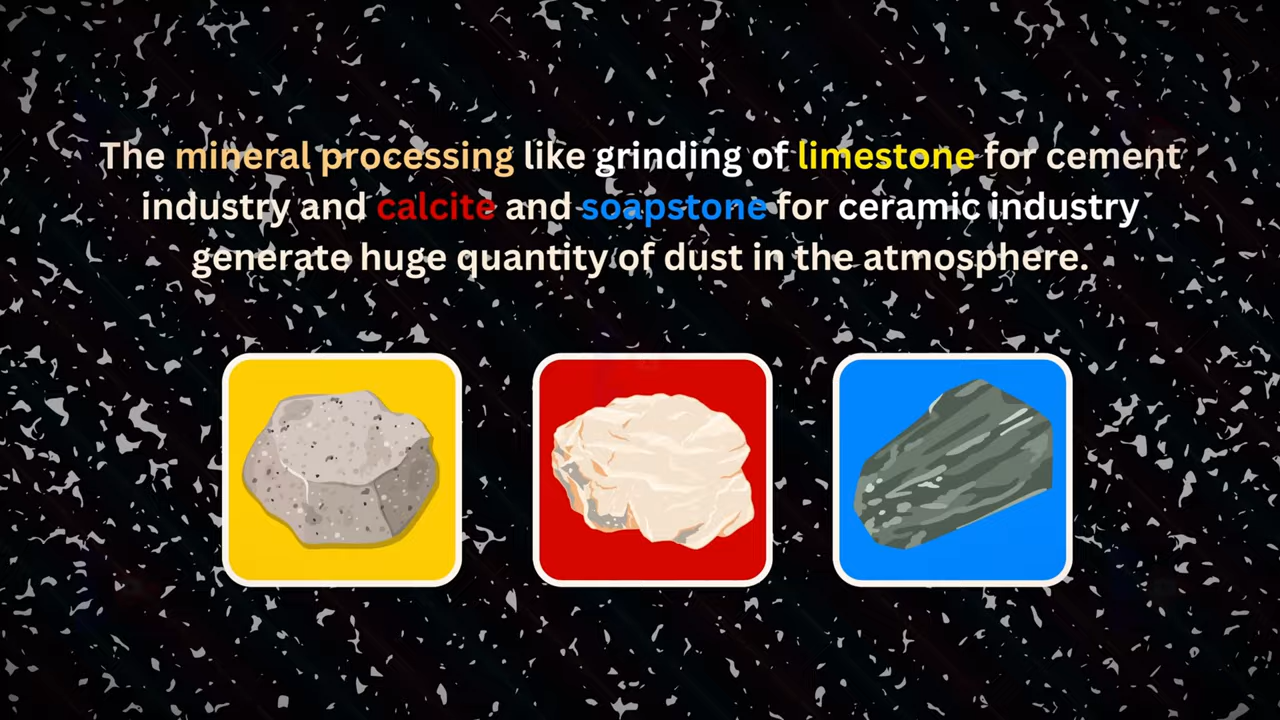 The mineral processing like grinding of limestone for cement
industry and calcite and soapstone for ceramic industry
generate huge quantity of dust in the atmosphere.